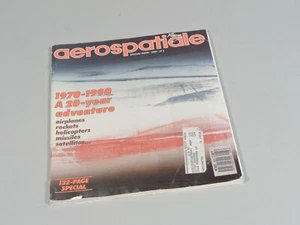 aerospatiale
1970-1990
A 20-year
adventure
airplanes
rockets
helicopters
missiles
satellites...
132-PAGE
SPECIAL